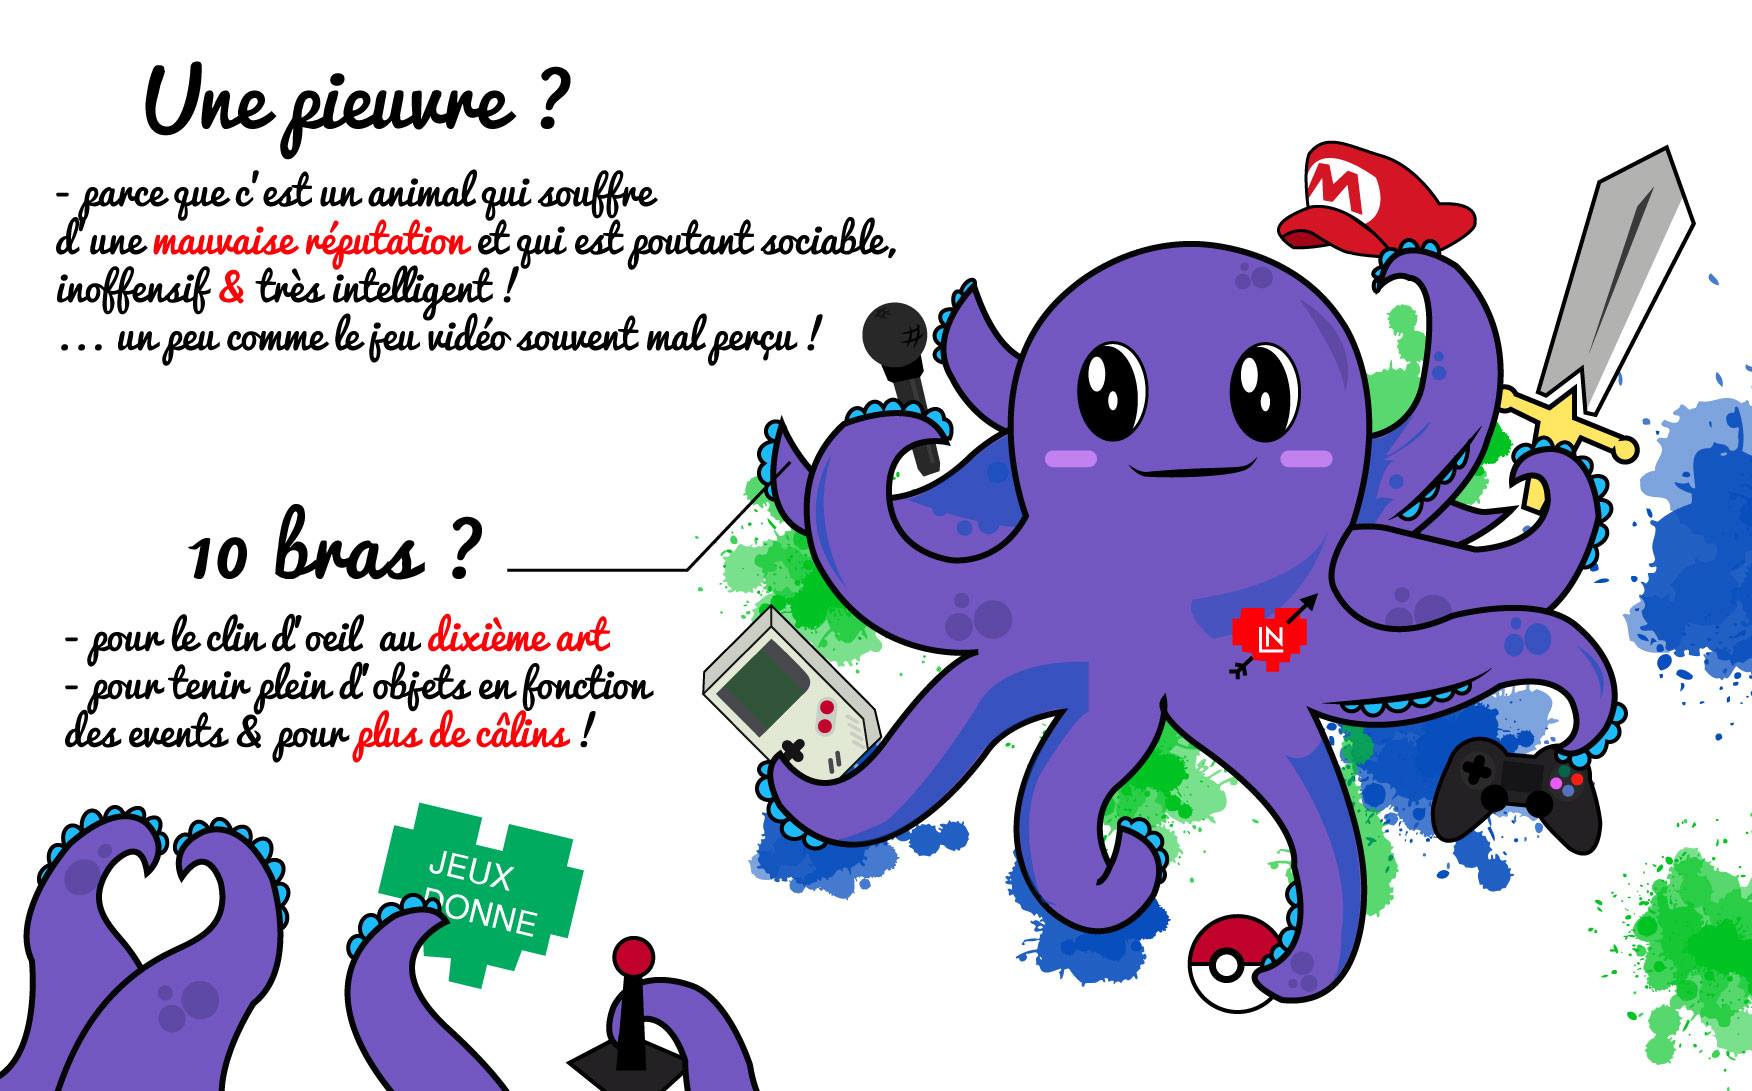 Une pieuvre ?
- parce que c'est un animal qui souffre
d'une mauvaise réputation et qui est poutant sociable,
inoffensif & très intelligent !
... un peu comme le jeu vidéo souvent mal perçu !
10 bras ?
- pour le clin d'oeil au dixième art
- pour tenir plein d'objets en fonction
des events & pour plus de câlins !
M
LN
JEUX
DONNE